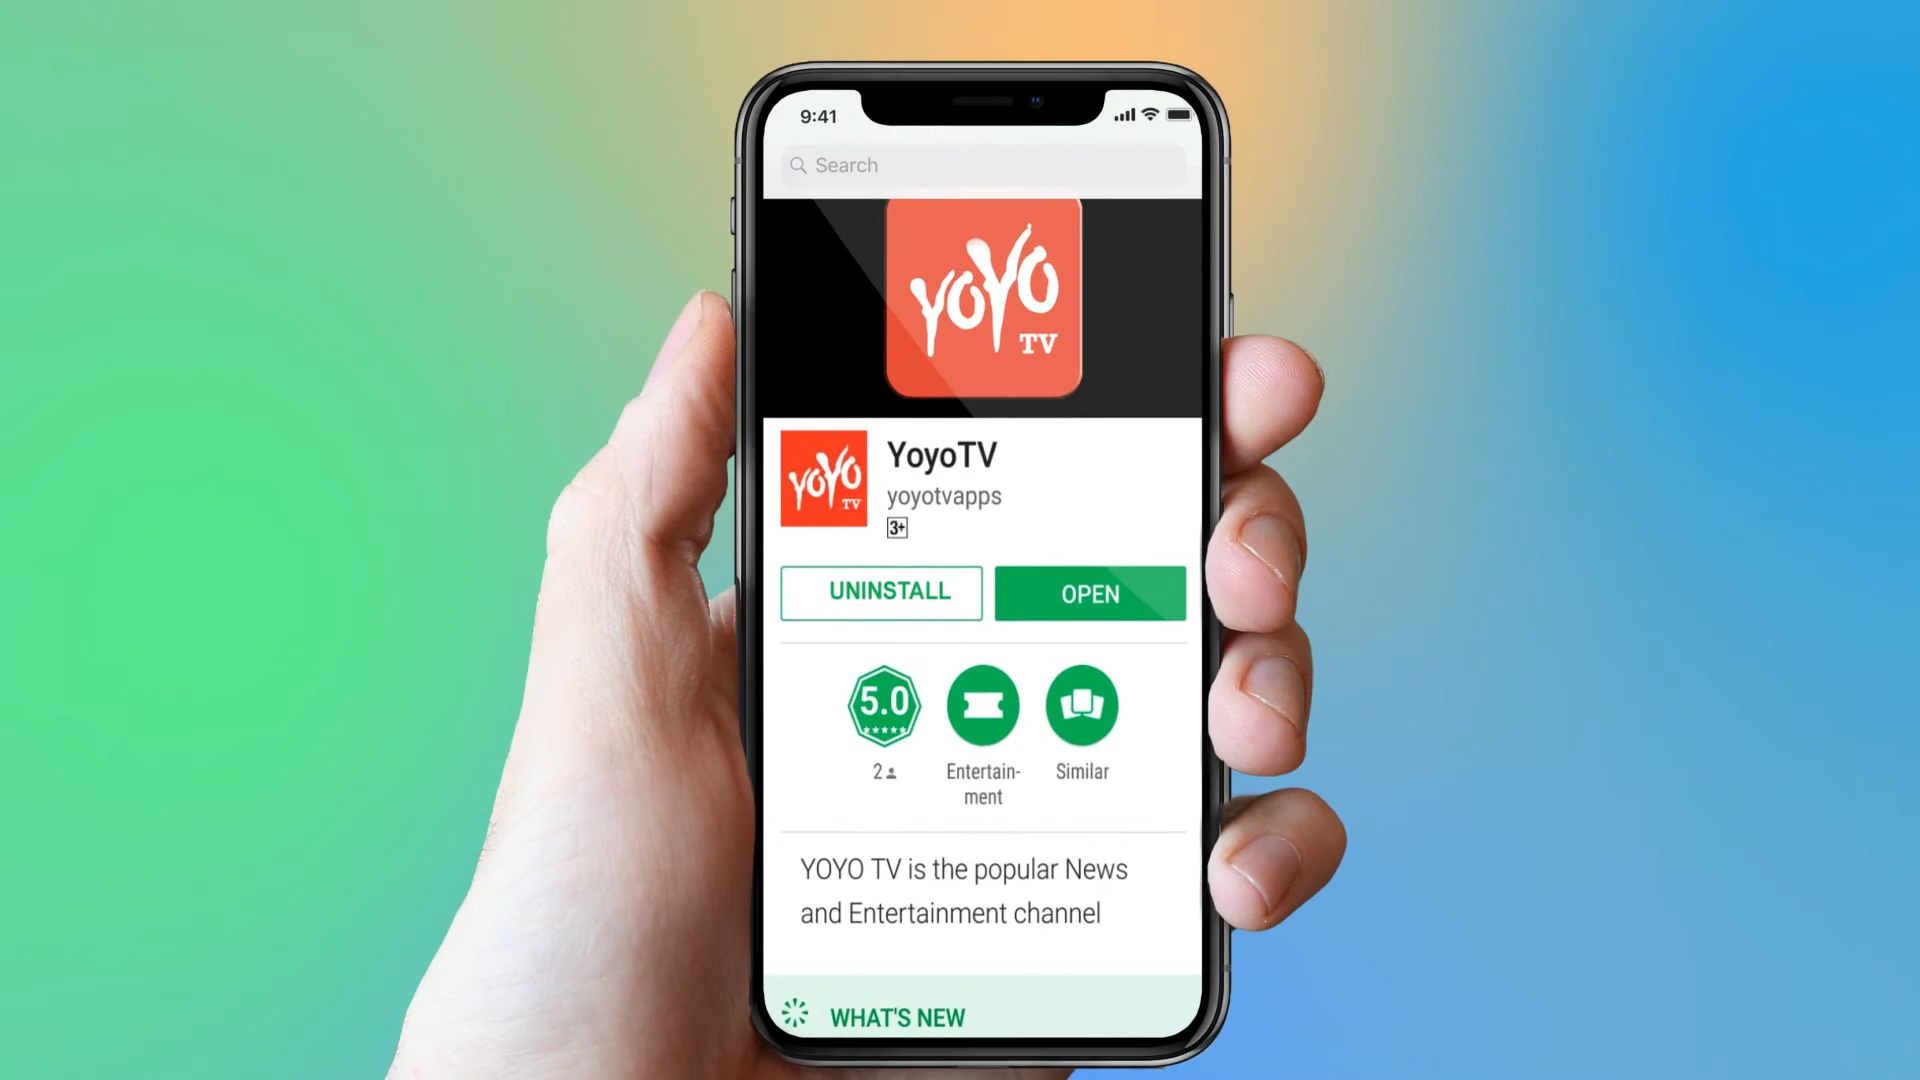 9:41
Search
YOYO
TV
YOYO
TV
YoyoTV
yoyotvapps
3+
UNINSTALL
OPEN
5.0
2
Entertain-
ment
Similar
YOYO TV is the popular News
and Entertainment channel
WHAT'S NEW